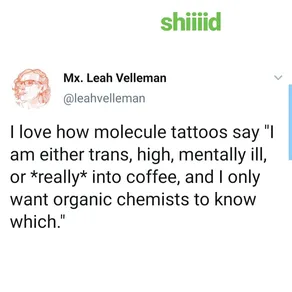 shiiiid
Mx. Leah Velleman
@leahvelleman
I love how molecule tattoos say "I
am either trans, high, mentally ill,
or *really* into coffee, and I only
want organic chemists to know
which."